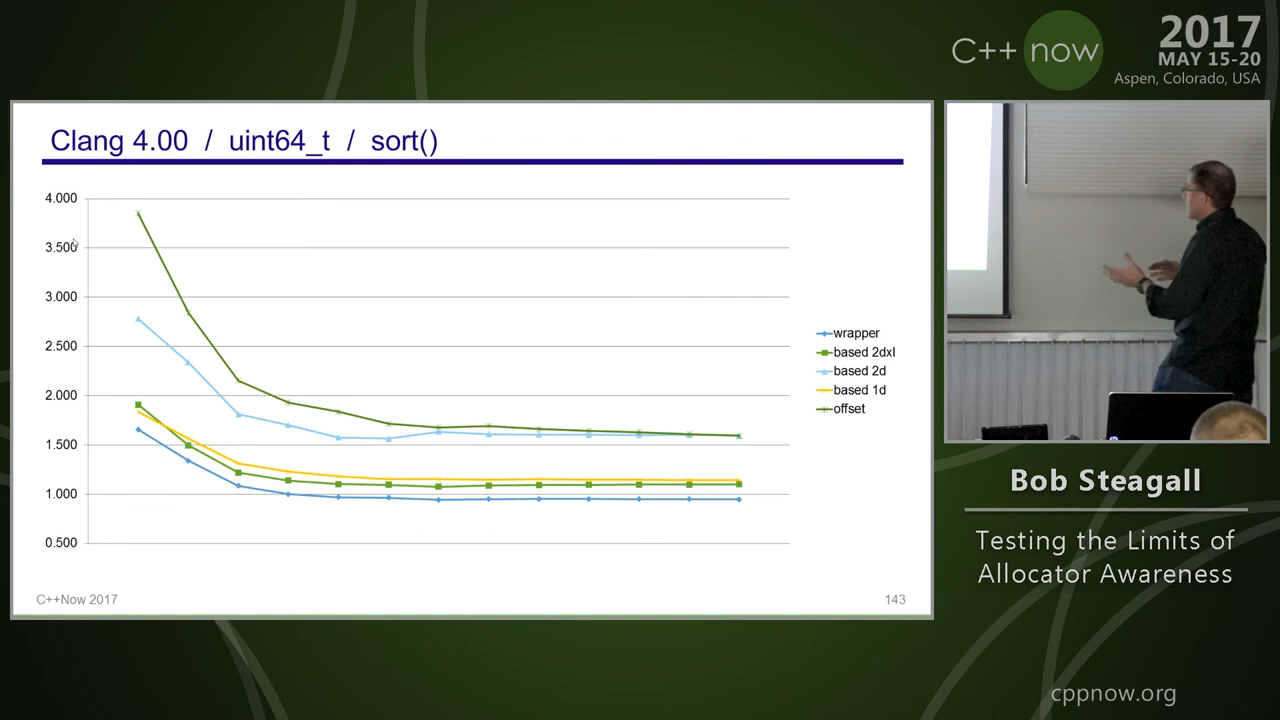 C++ now
2017
MAY 15-20
Aspen, Colorado, USA
Clang 4.00 / uint64_t / sort()
4.000
3.500
3.000
2.500
2.000
1.500
1.000
0.500
wrapper
based 2dxl
based 2d
based 1d
offset
C++Now 2017
143
Bob Steagall
Testing the Limits of
Allocator Awareness
cppnow.org